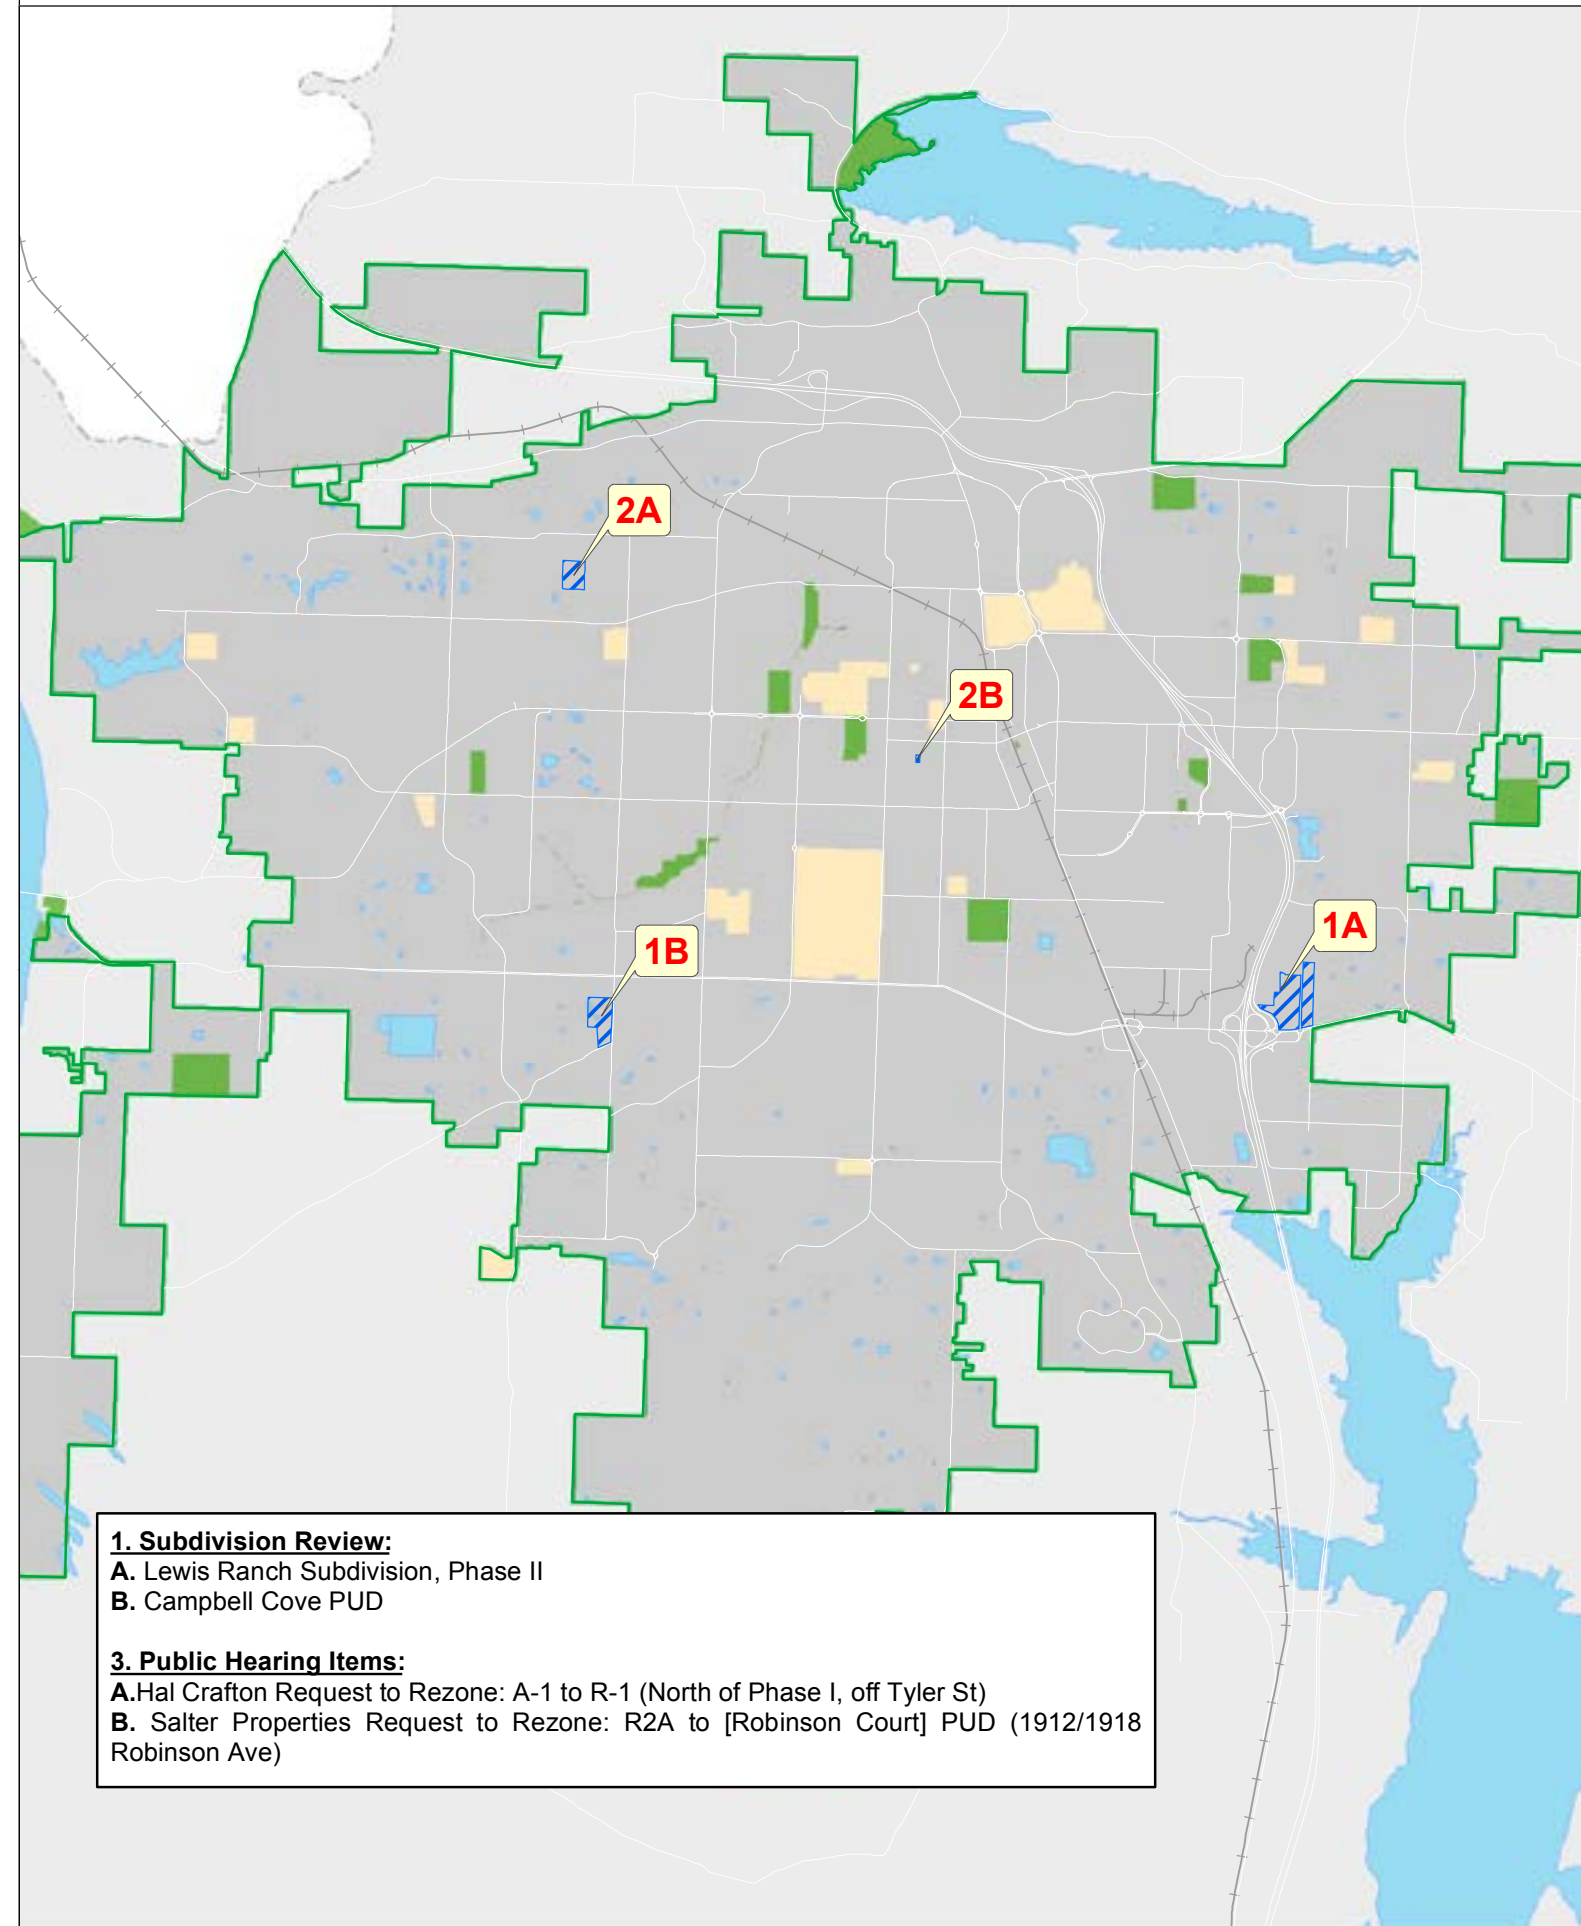 2A
2B
1A
1B
1. Subdivision Review:
A. Lewis Ranch Subdivision, Phase II
B. Campbell Cove PUD
3. Public Hearing Items:
A.Hal Crafton Request to Rezone: A-1 to R-1 (North of Phase I, off Tyler St)
B. Salter Properties Request to Rezone: R2A to [Robinson Court] PUD (1912/1918
Robinson Ave)